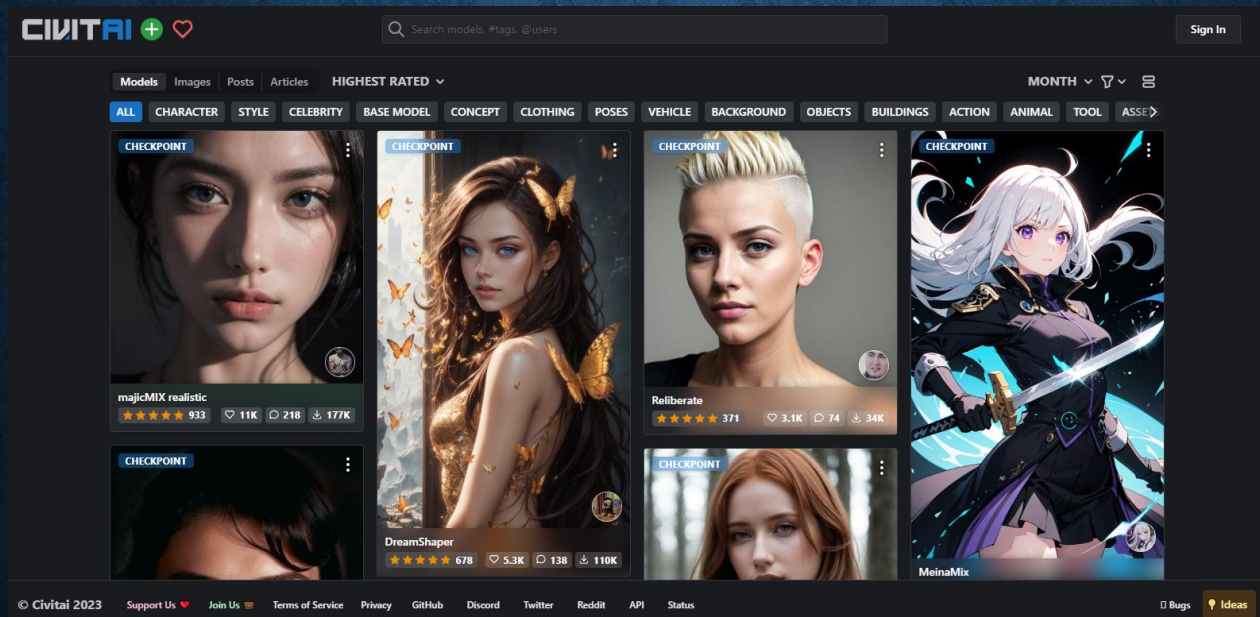 CIVITAI
Search models, #tags, @users
Sign In
Models Images Posts Articles HIGHEST RATED
MONTH
ALL CHARACTER STYLE CELEBRITY BASE MODEL CONCEPT CLOTHING POSES VEHICLE BACKGROUND OBJECTS BUILDINGS ACTION ANIMAL TOOL ASSE
CHECKPOINT
majicMIX realistic
933 11K 218 177K
CHECKPOINT
CHECKPOINT
DreamShaper
678 5.3K 138 110K
CHECKPOINT
Reliberate
371 3.1K 74 34K
CHECKPOINT
CHECKPOINT
MeinaMix
© Civitai 2023 Support Us Join Us Terms of Service Privacy GitHub Discord Twitter Reddit API Status Bugs Ideas